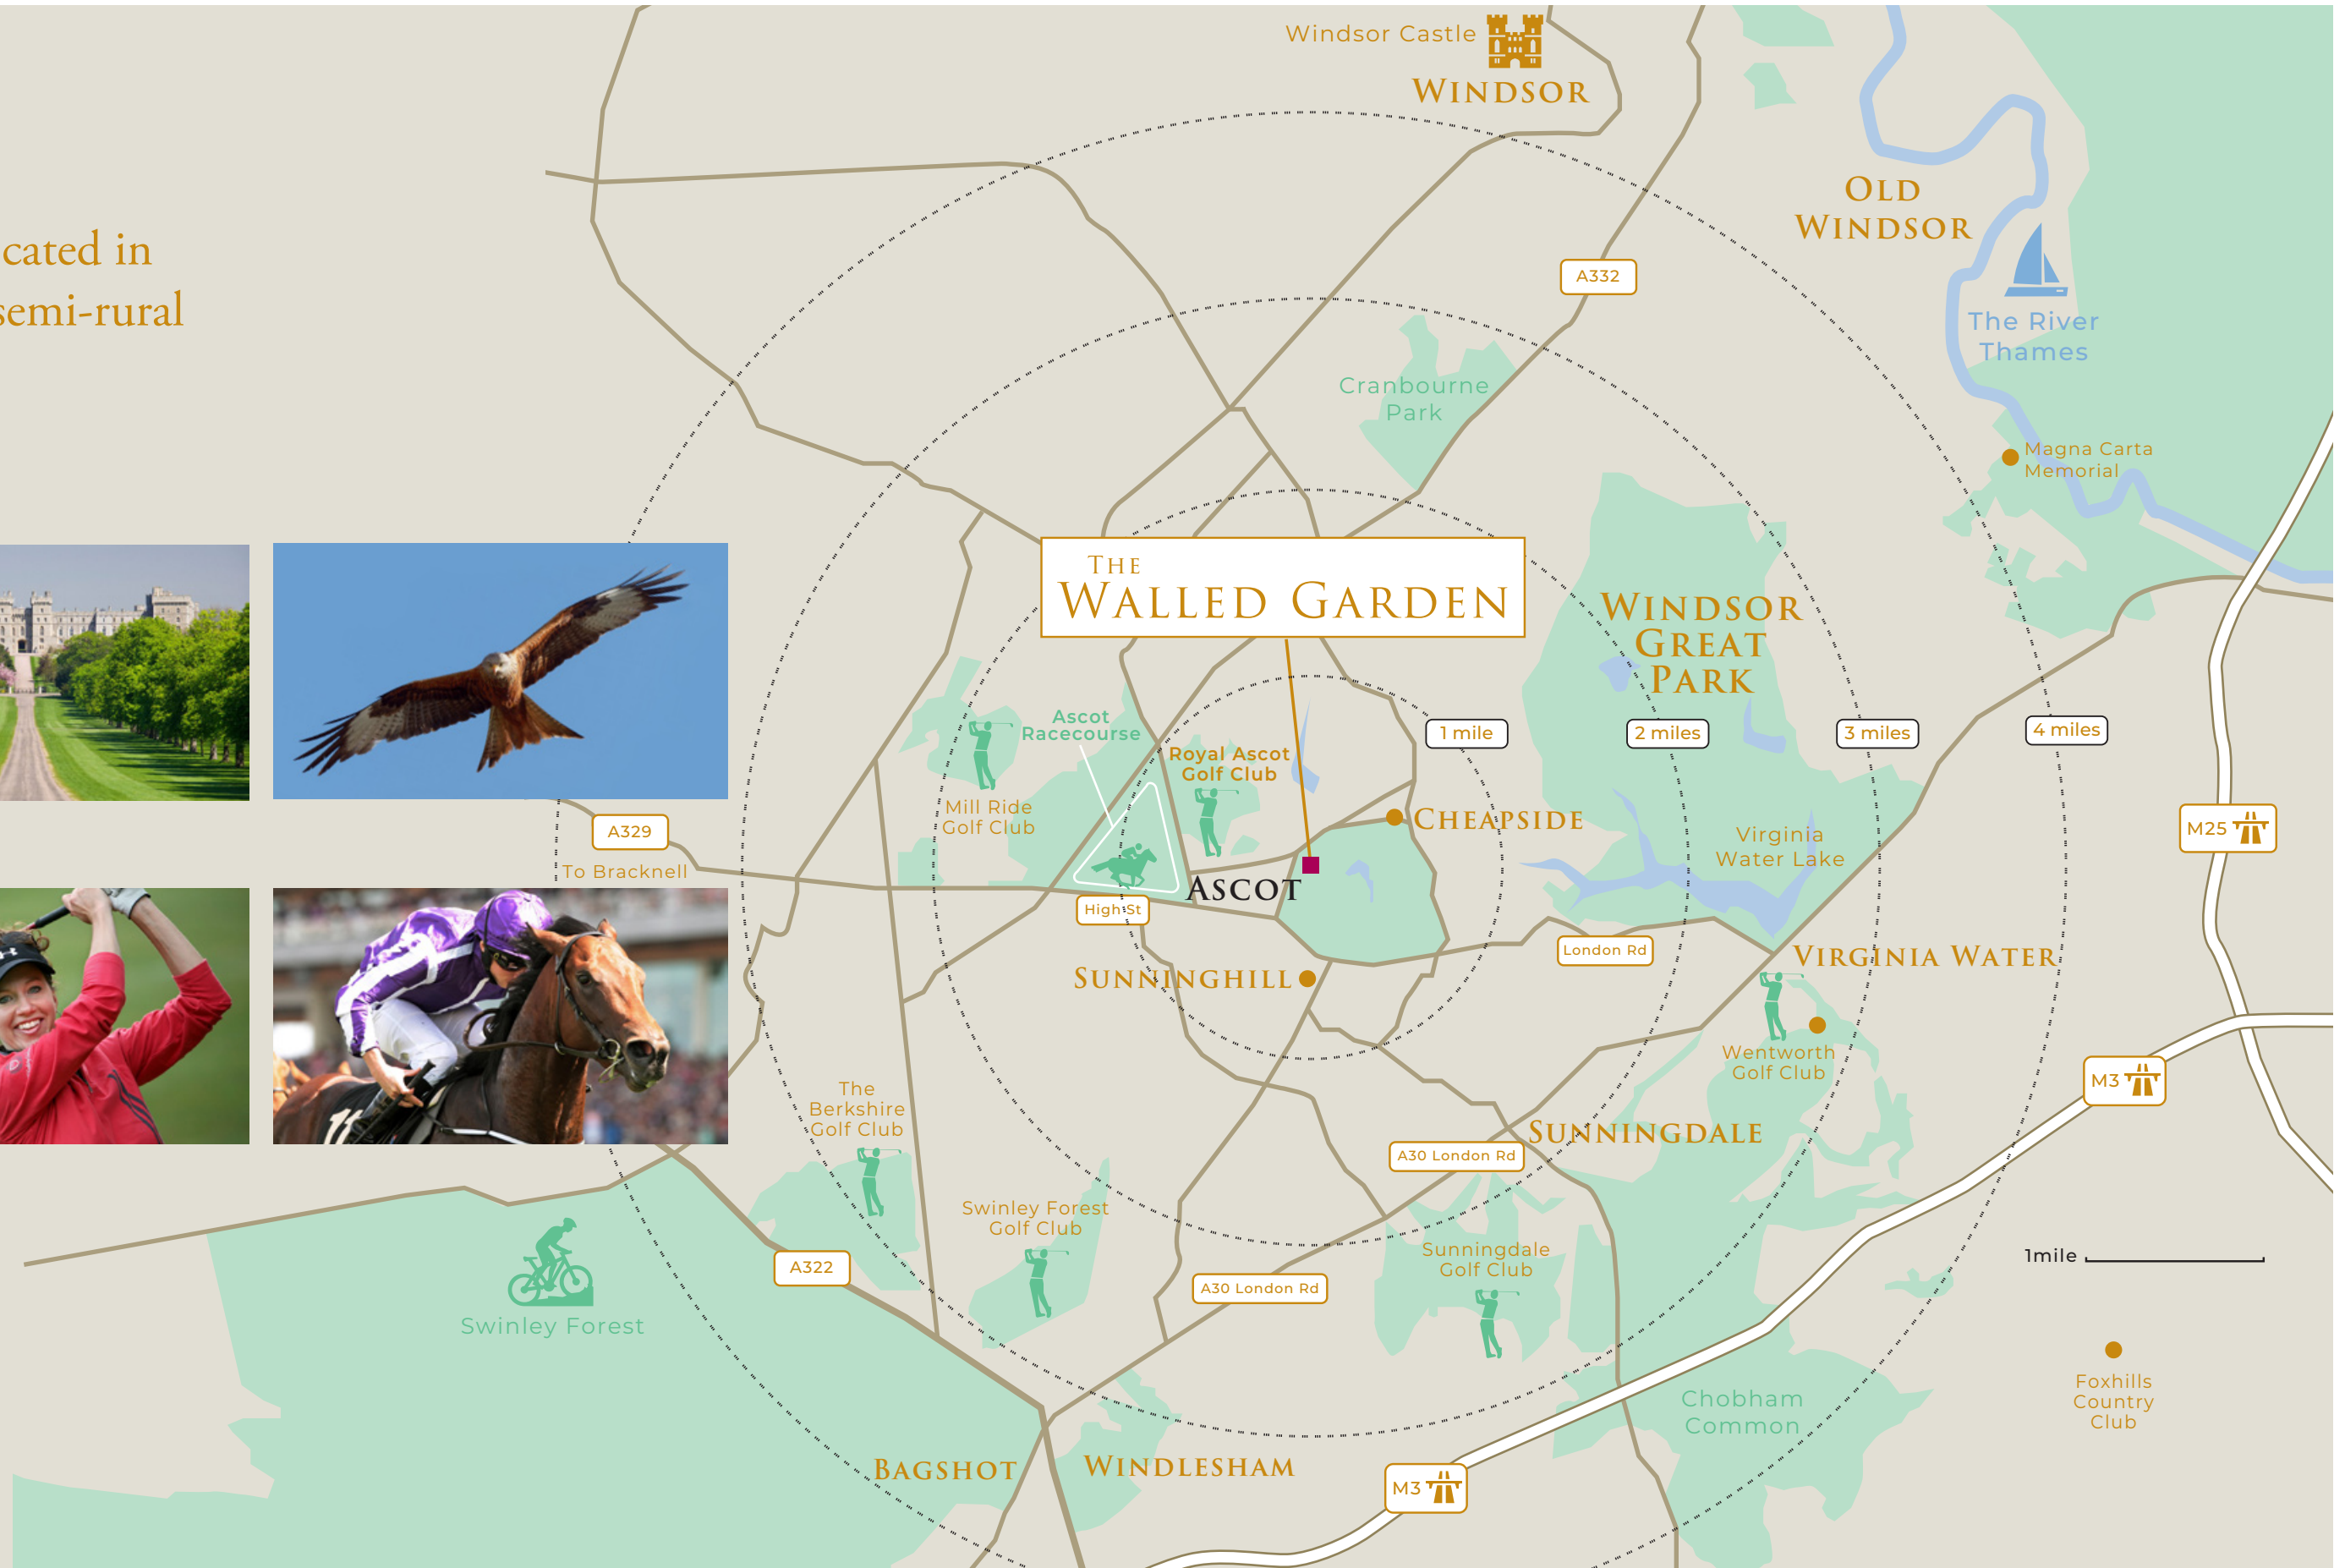 Windsor Castle
WINDSOR
OLD
WINDSOR
cated in
semi-rural
A332
The River
Thames
Cranbourne
Park
Magna Carta
Memorial
THE
WALLED GARDEN
WINDSOR
GREAT
PARK
Ascot
Racecourse
Royal Ascot
Golf Club
1 mile
2 miles
3 miles
4 miles
Mill Ride
Golf Club
CHEAPSIDE
M25
A329
To Bracknell
Virginia
Water Lake
ASCOT
High St
London Rd
VIRGINIA WATER
SUNNINGHILL
Wentworth
Golf Club
M3
The
Berkshire
Golf Club
SUNNINGDALE
A30 London Rd
Swinley Forest
Golf Club
A322
Sunningdale
Golf Club
A30 London Rd
1mile
Swinley Forest
Foxhills
Country
Club
Chobham
Common
BAGSHOT
WINDLESHAM
M3